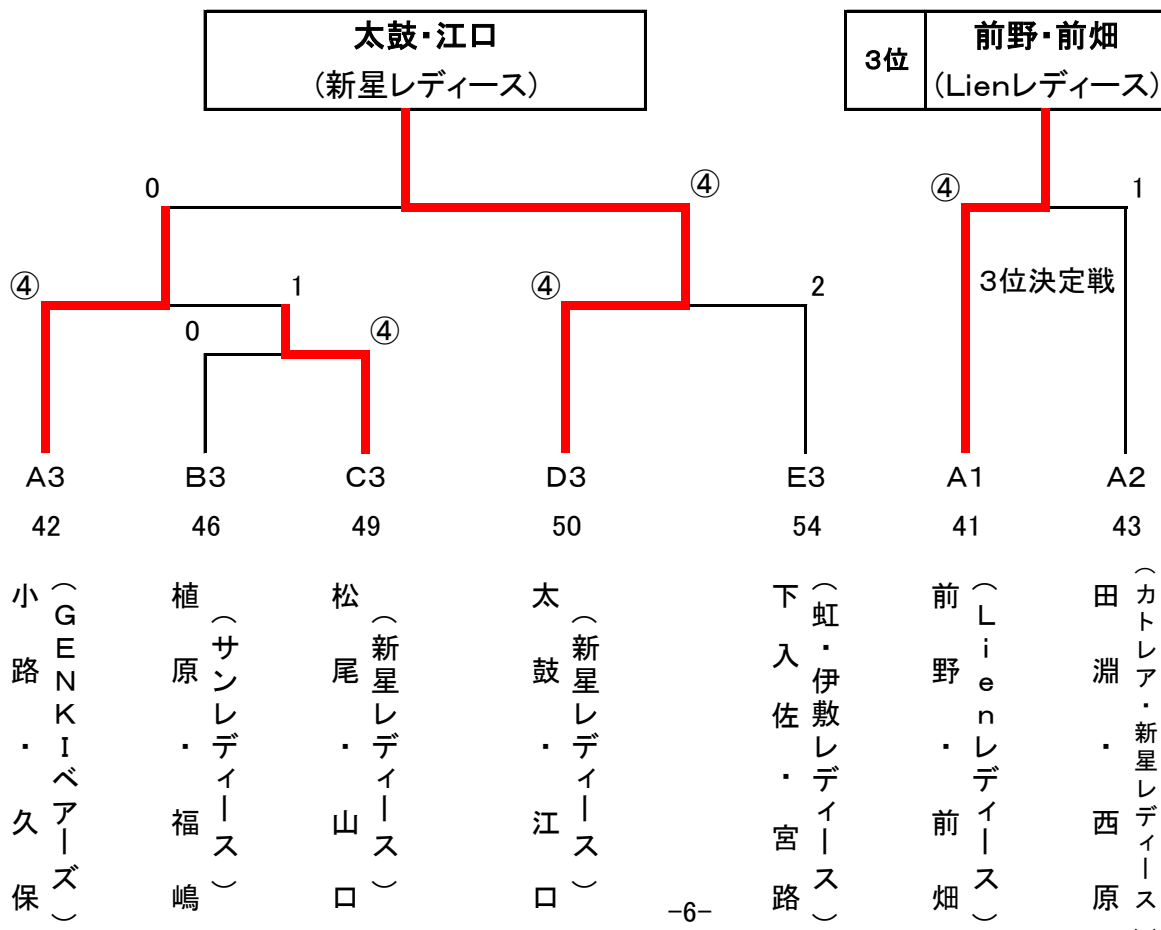 太鼓・江口
(新星レディース)
3位
前野・前畑
(Lienレディース)
0
④
④
1
④
1
④
2
3位決定戦
0
④
A3
B3
C3
D3
E3
A1
A2
42
46
49
50
54
41
43
小路・久保
(GENKIベアーズ)
植原・福嶋
(サンレディース)
松尾・山口
(新星レディース)
太鼓・江口
(新星レディース)
下入佐・宮路
(虹・伊敷レディース)
前野・前畑
(Lienレディース)
田淵・西原
(カトレア・新星レディース
-6-